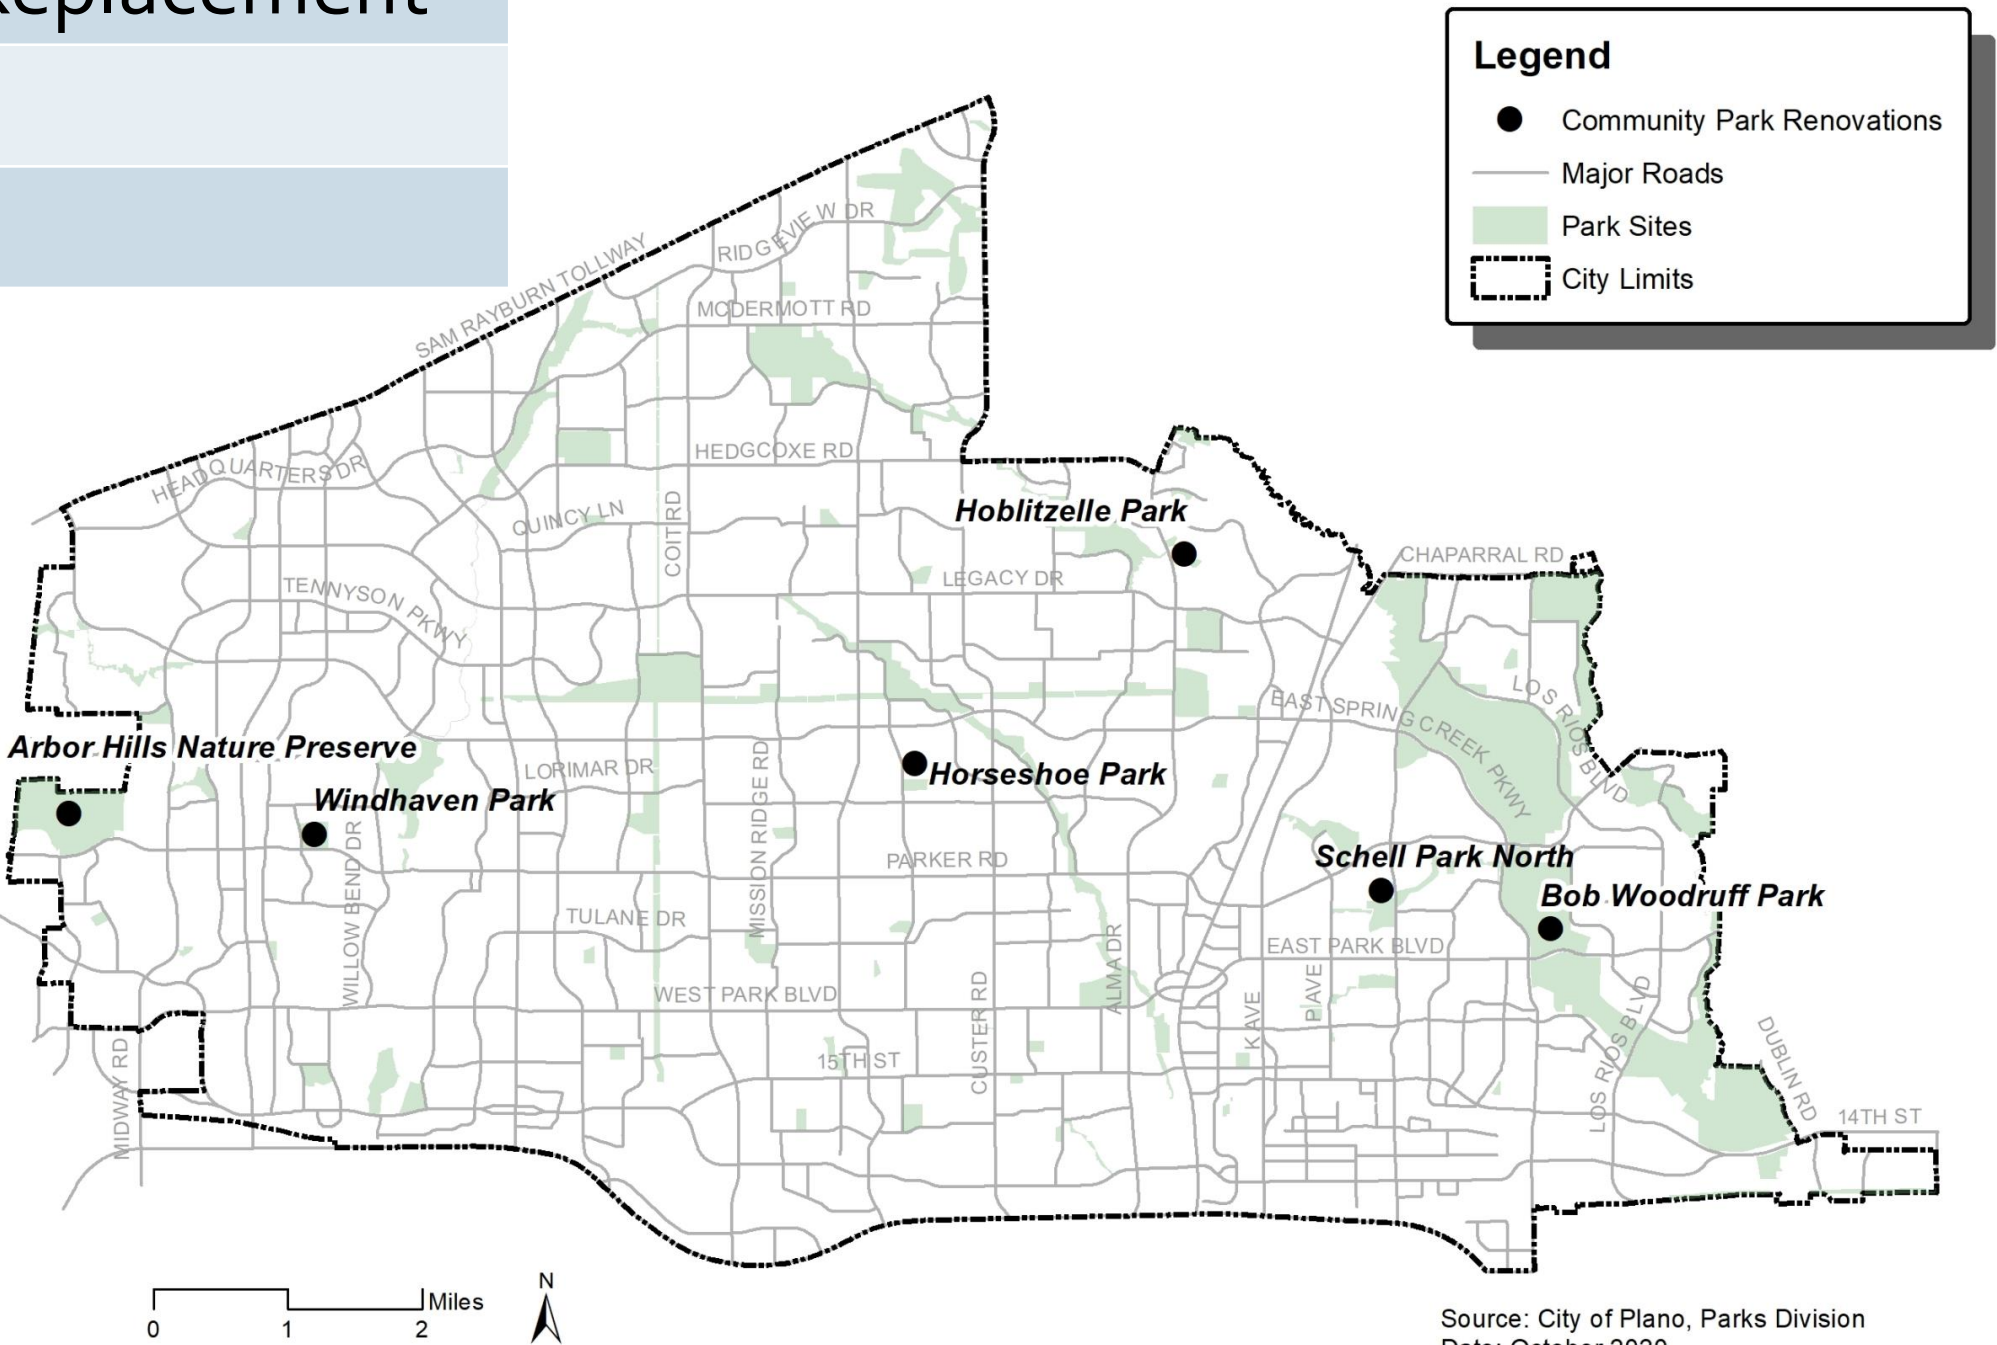 Replacement
Legend
Community Park Renovations
Major Roads
Park Sites
City Limits
SAM RAYBURN TOLLWAY
RIDGEVIEW DR
MCDERMOTT RD
HEADQUARTERS DR
HEDGCOXE RD
QUINCY LN
COIT RD
Hoblitzelle Park
CHAPARRAL RD
LEGACY DR
TENNYSON PKWY
LOS RIOS BLVD
EAST SPRING CREEK PKWY
Arbor Hills Nature Preserve
LORIMAR DR
MISSION RIDGE RD
Horseshoe Park
Windhaven Park
WILLOW BEND DR
PARKER RD
Schell Park North
Bob Woodruff Park
TULANE DR
ALMA DR
EAST PARK BLVD
WEST PARK BLVD
CUSTER RD
K AVE
P AVE
LOS RIOS BLVD
DUBLIN RD
MIDWAY RD
15TH ST
14TH ST
N
Miles
0 1 2
Source: City of Plano, Parks Division
Date: October 2020